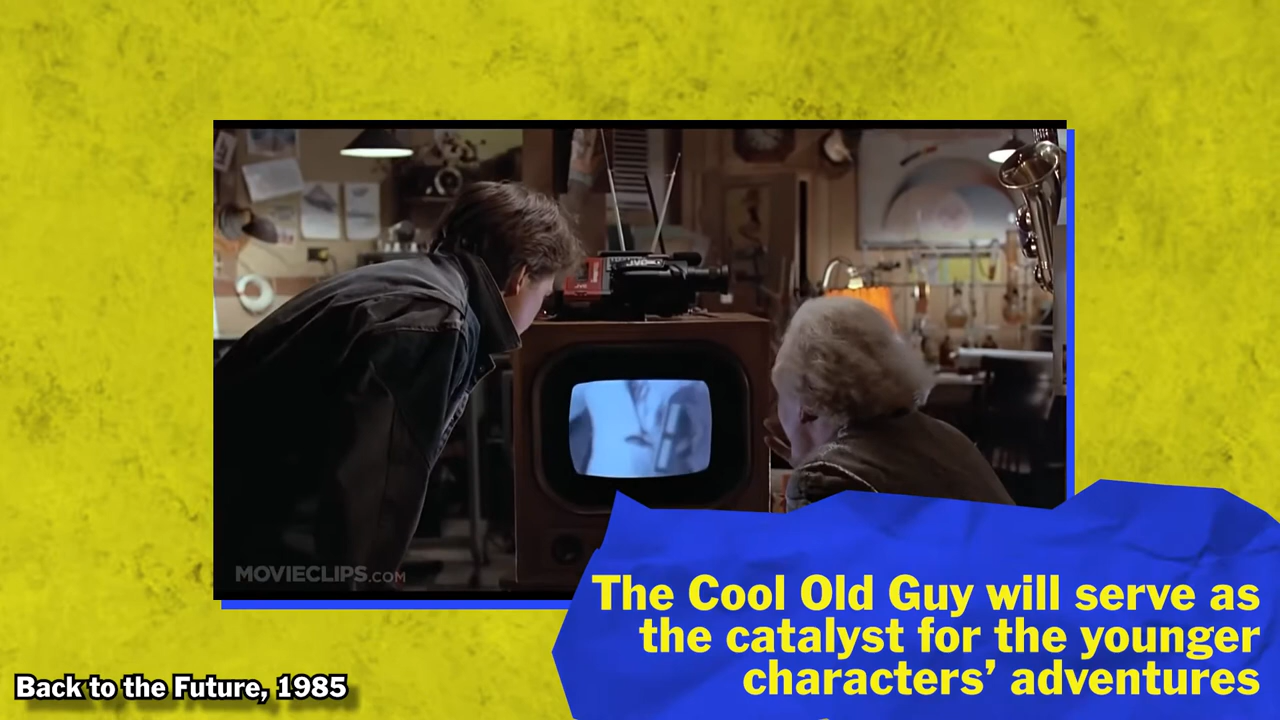 JVC
JVC
MOVIECLIPS.COM
The Cool Old Guy will serve as
the catalyst for the younger
characters’ adventures
Back to the Future, 1985